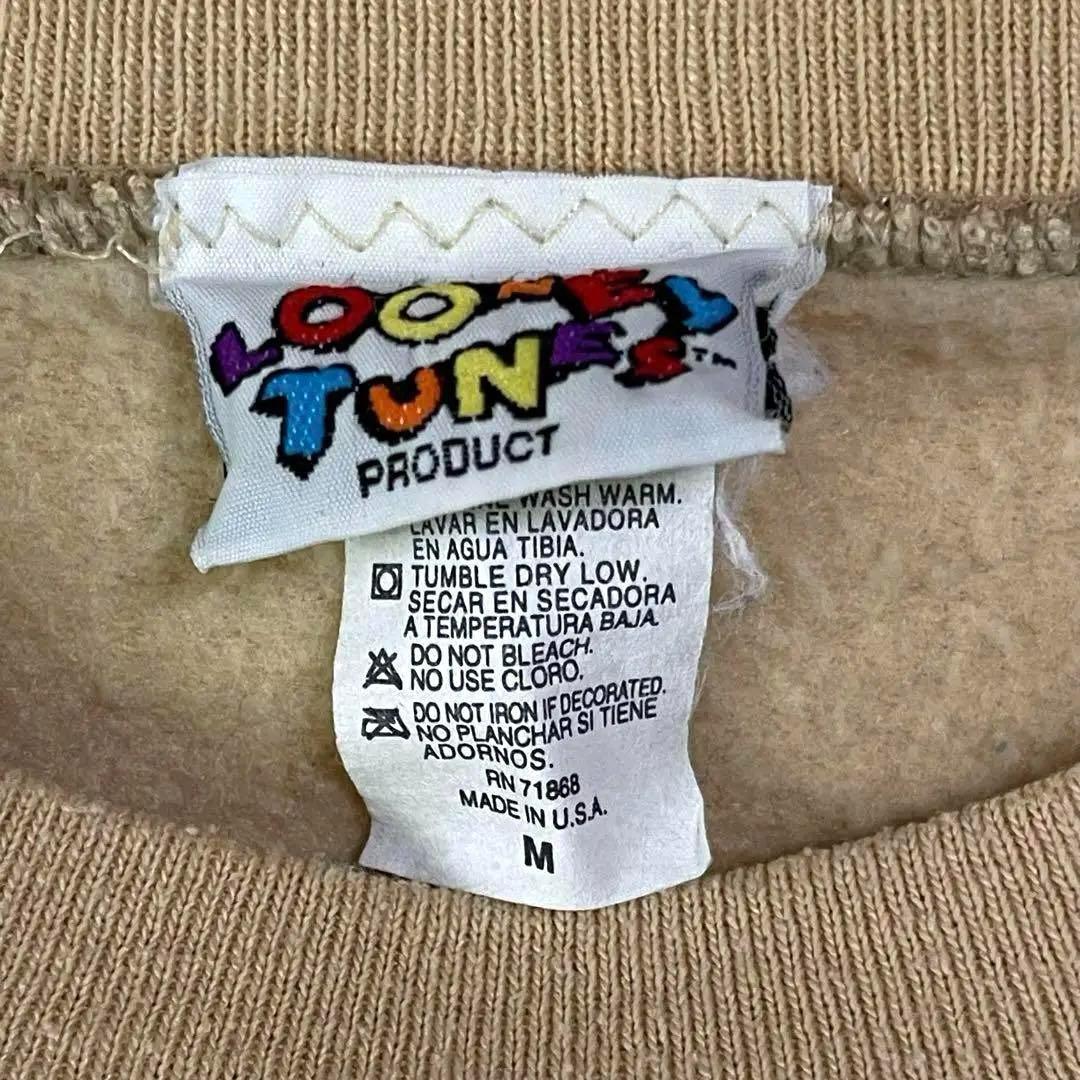 LOONEY
TUNES™
PRODUCT
WASH WARM.
LAVAR EN LAVADORA
EN AGUA TIBIA.
TUMBLE DRY LOW.
SECAR EN SECADORA
A TEMPERATURA BAJA.
DO NOT BLEACH.
NO USE CLORO.
DO NOT IRON IF DECORATED.
NO PLANCHAR SI TIENE
ADORNOS.
RN 71868
MADE IN U.S.A.
M